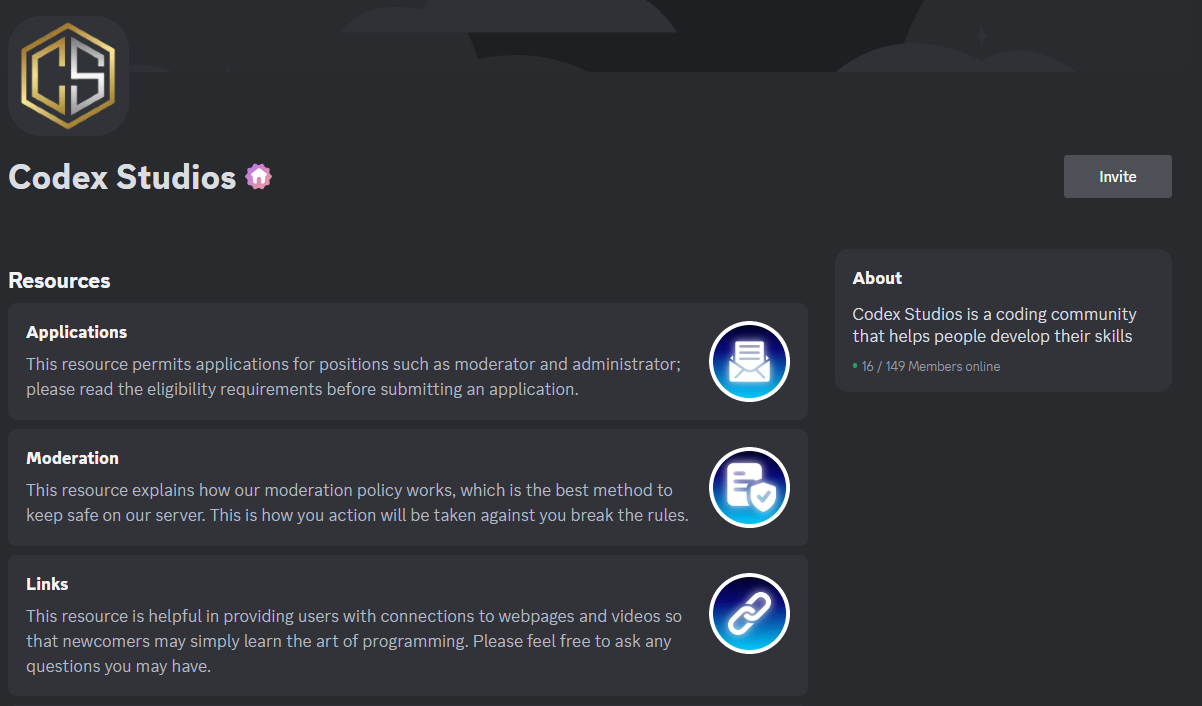 CS
Codex Studios
Invite
Resources
Applications
This resource permits applications for positions such as moderator and administrator;
please read the eligibility requirements before submitting an application.
Moderation
This resource explains how our moderation policy works, which is the best method to
keep safe on our server. This is how you action will be taken against you break the rules.
Links
This resource is helpful in providing users with connections to webpages and videos so
that newcomers may simply learn the art of programming. Please feel free to ask any
questions you may have.
About
Codex Studios is a coding community
that helps people develop their skills
16 / 149 Members online